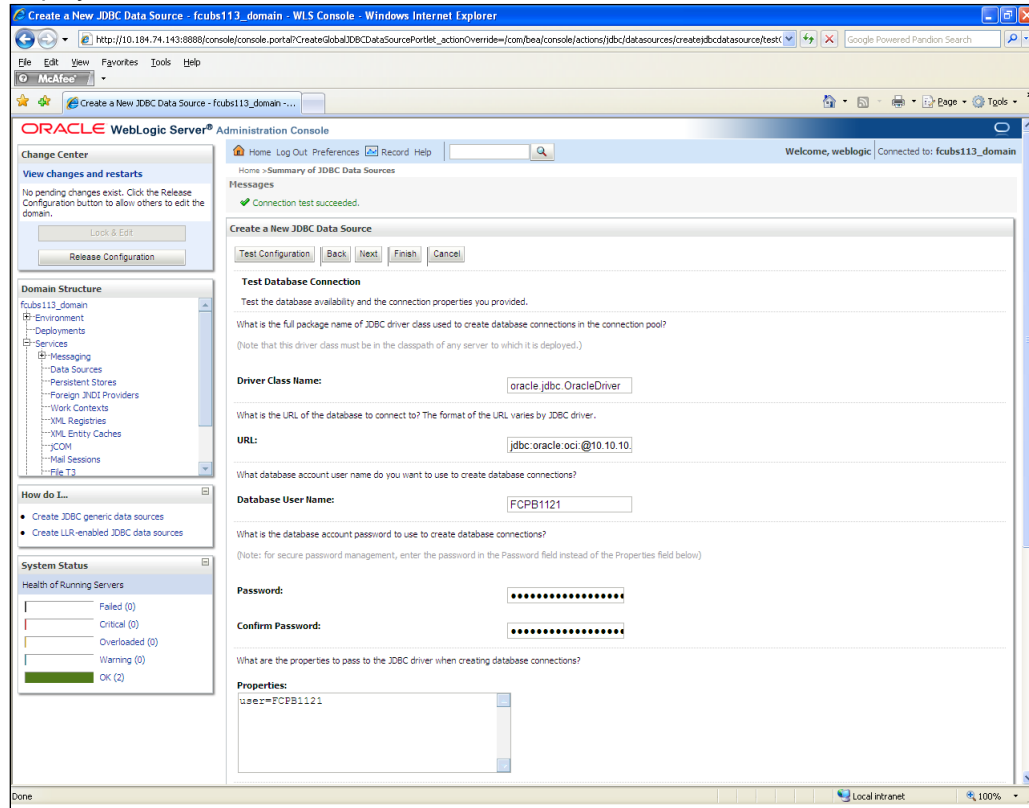 Create a New JDBC Data Source - fcubs113_domain - WLS Console - Windows Internet Explorer
http://10.184.74.143:8888/console/console.portal?CreateGlobalJDBCDataSourcePortlet_actionOverride=/com/bea/console/actions/jdbc/datasources/createjdbcdatasource/test(
Google Powered Pandion Search
File Edit View Favorites Tools Help
McAfee
Create a New JDBC Data Source - fcubs113_domain -...
Page Tools
ORACLE WebLogic Server® Administration Console
Change Center
View changes and restarts
No pending changes exist. Click the Release
Configuration button to allow others to edit the
domain.
Lock & Edit
Release Configuration
Domain Structure
fcubs113_domain
Environment
Deployments
Services
Messaging
Data Sources
Persistent Stores
Foreign JNDI Providers
Work Contexts
XML Registries
XML Entity Caches
jCOM
Mail Sessions
File T3
How do I...
Create JDBC generic data sources
Create LLR-enabled JDBC data sources
System Status
Health of Running Servers
Failed (0)
Critical (0)
Overloaded (0)
Warning (0)
OK (2)
Home Log Out Preferences Record Help
Welcome, weblogic Connected to: fcubs113_domain
Home >Summary of JDBC Data Sources
Messages
Connection test succeeded.
Create a New JDBC Data Source
Test Configuration Back Next Finish Cancel
Test Database Connection
Test the database availability and the connection properties you provided.
What is the full package name of JDBC driver class used to create database connections in the connection pool?
(Note that this driver class must be in the classpath of any server to which it is deployed.)
Driver Class Name: oracle.jdbc.OracleDriver
What is the URL of the database to connect to? The format of the URL varies by JDBC driver.
URL: jdbc:oracle:oci:@10.10.10.
What database account user name do you want to use to create database connections?
Database User Name: FCPB1121
What is the database account password to use to create database connections?
(Note: for secure password management, enter the password in the Password field instead of the Properties field below)
Password:
Confirm Password:
What are the properties to pass to the JDBC driver when creating database connections?
Properties:
user=FCPB1121
Done
Local intranet
100%